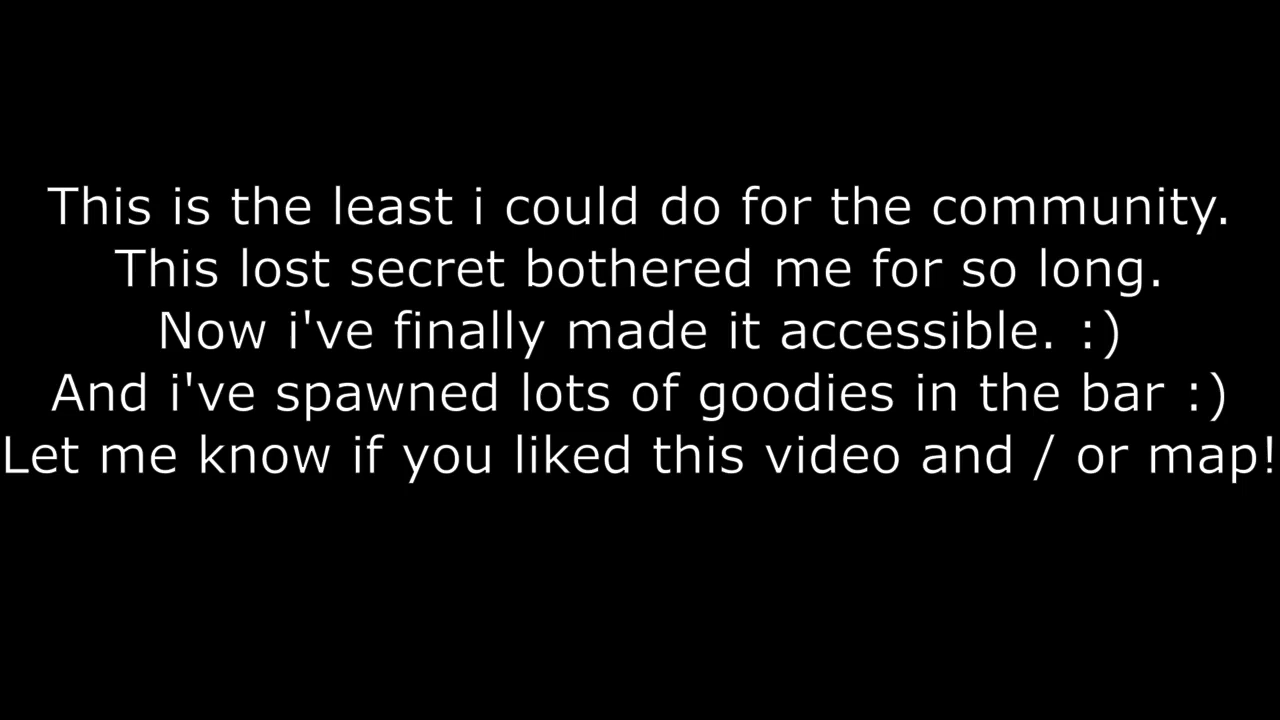 This is the least i could do for the community.
This lost secret bothered me for so long.
Now i've finally made it accessible. :)
And i've spawned lots of goodies in the bar :)
Let me know if you liked this video and / or map!